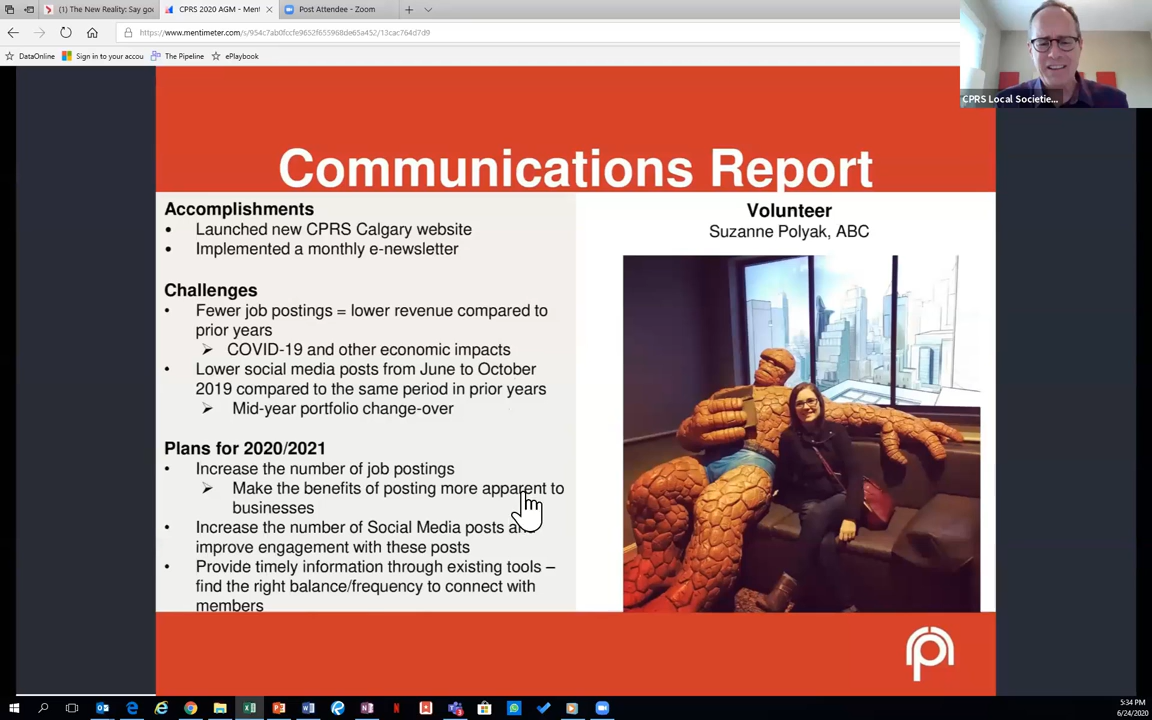 (1) The New Reality: Say goo
CPRS 2020 AGM - Ment
Post Attendee - Zoom
https://www.mentimeter.com/s/954c7ab0fccfe9652f655968de65a452/13cac764d7d9
DataOnline
Sign in to your accou
The Pipeline
ePlaybook
CPRS Local Societie...
Communications Report
Accomplishments
• Launched new CPRS Calgary website
• Implemented a monthly e-newsletter
Challenges
• Fewer job postings = lower revenue compared to
prior years
➢ COVID-19 and other economic impacts
• Lower social media posts from June to October
2019 compared to the same period in prior years
➢ Mid-year portfolio change-over
Plans for 2020/2021
• Increase the number of job postings
➢ Make the benefits of posting more apparent to
businesses
• Increase the number of Social Media posts an
improve engagement with these posts
• Provide timely information through existing tools –
find the right balance/frequency to connect with
members
Volunteer
Suzanne Polyak, ABC
5:34 PM
6/24/2020